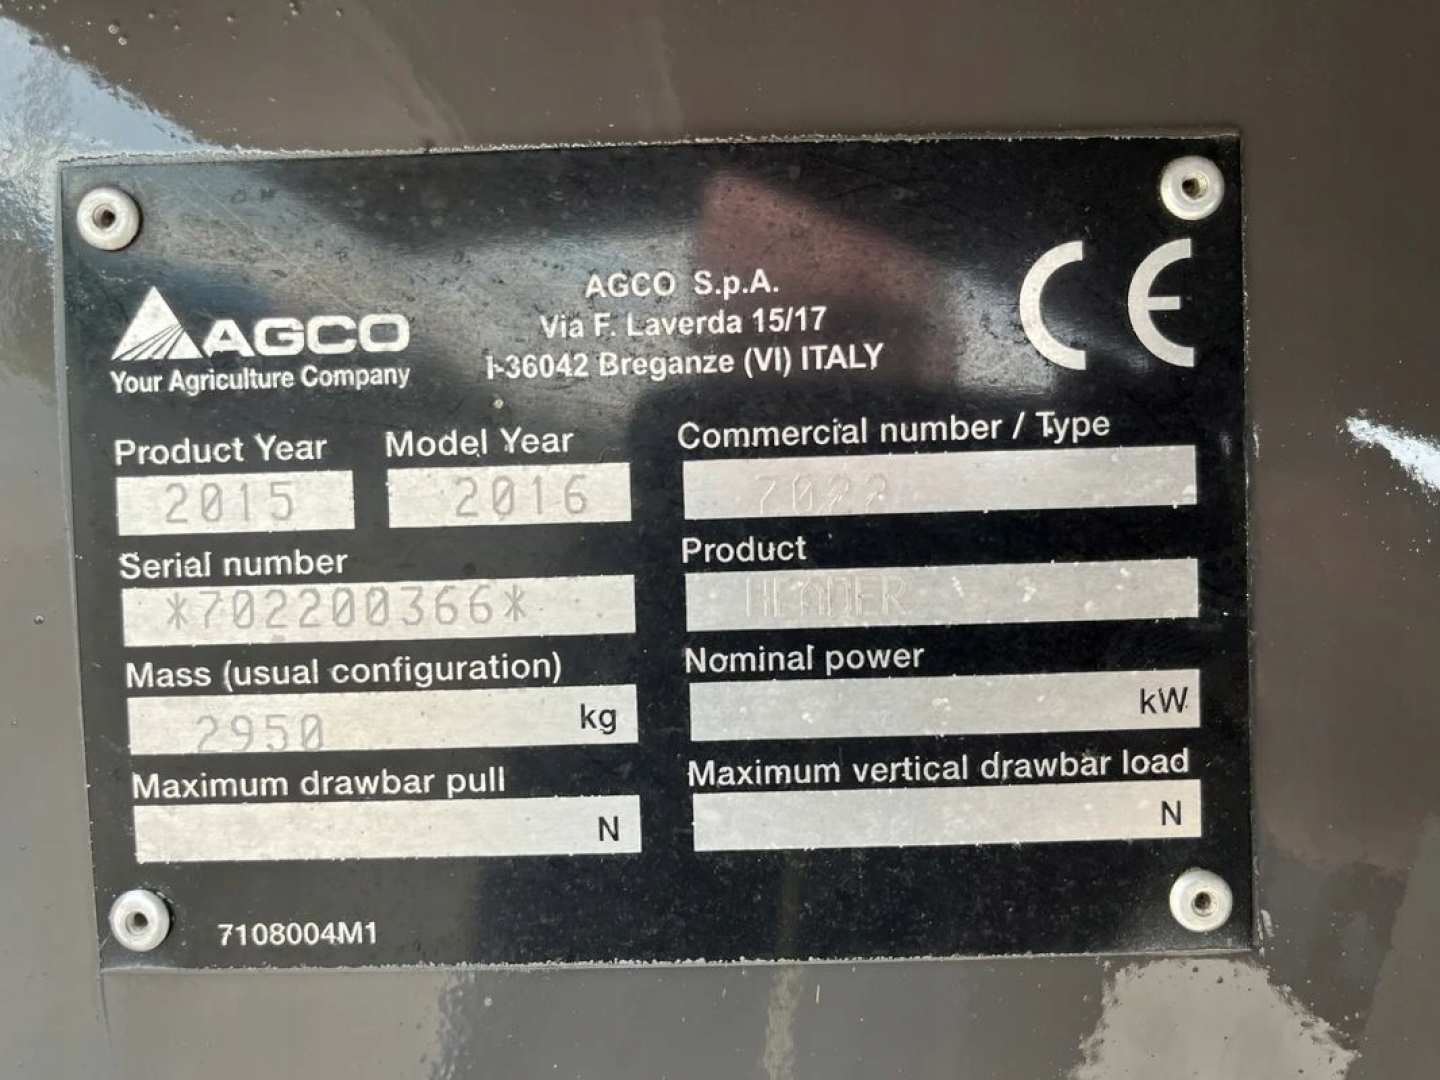 AGCO
Your Agriculture Company
AGCO S.p.A.
Via F. Laverda 15/17
I-36042 Breganze (VI) ITALY
CE
Product Year
2015
Model Year
2016
Commercial number / Type
7022
Serial number
*702200366*
Product
HEADER
Mass (usual configuration)
2950 kg
Nominal power
kW
Maximum drawbar pull
N
Maximum vertical drawbar load
N
7108004M1